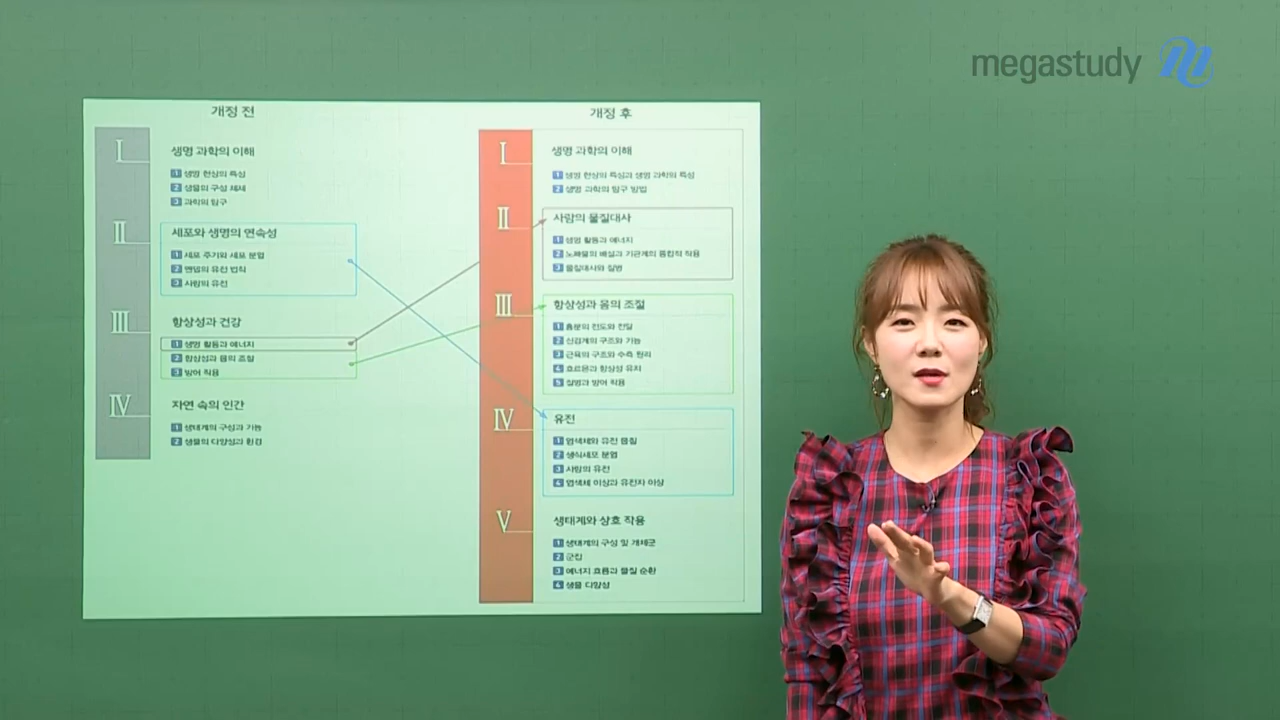 megastudy
개정 전
Ⅰ
생명 과학의 이해
1 생명 현상의 특성
2 생물의 구성 체제
3 과학의 탐구
Ⅱ
세포와 생명의 연속성
1 세포 주기와 세포 분열
2 멘델의 유전 법칙
3 사람의 유전
Ⅲ
항상성과 건강
1 생명 활동과 에너지
2 항상성과 몸의 조절
3 방어 작용
Ⅳ
자연 속의 인간
1 생태계의 구성과 기능
2 생물의 다양성과 환경
개정 후
Ⅰ
생명 과학의 이해
1 생명 현상의 특성과 생명 과학의 특성
2 생명 과학의 탐구 방법
Ⅱ
사람의 물질대사
1 생명 활동과 에너지
2 노폐물의 배설과 기관계의 통합적 작용
3 물질대사와 질병
Ⅲ
항상성과 몸의 조절
1 흥분의 전도와 전달
2 신경계의 구조와 기능
3 근육의 구조와 수축 원리
4 호르몬과 항상성 유지
5 질병과 방어 작용
Ⅳ
유전
1 염색체와 유전 물질
2 생식세포 분열
3 사람의 유전
4 염색체 이상과 유전자 이상
Ⅴ
생태계와 상호 작용
1 생태계의 구성 및 개체군
2 군집
3 에너지 흐름과 물질 순환
4 생물 다양성